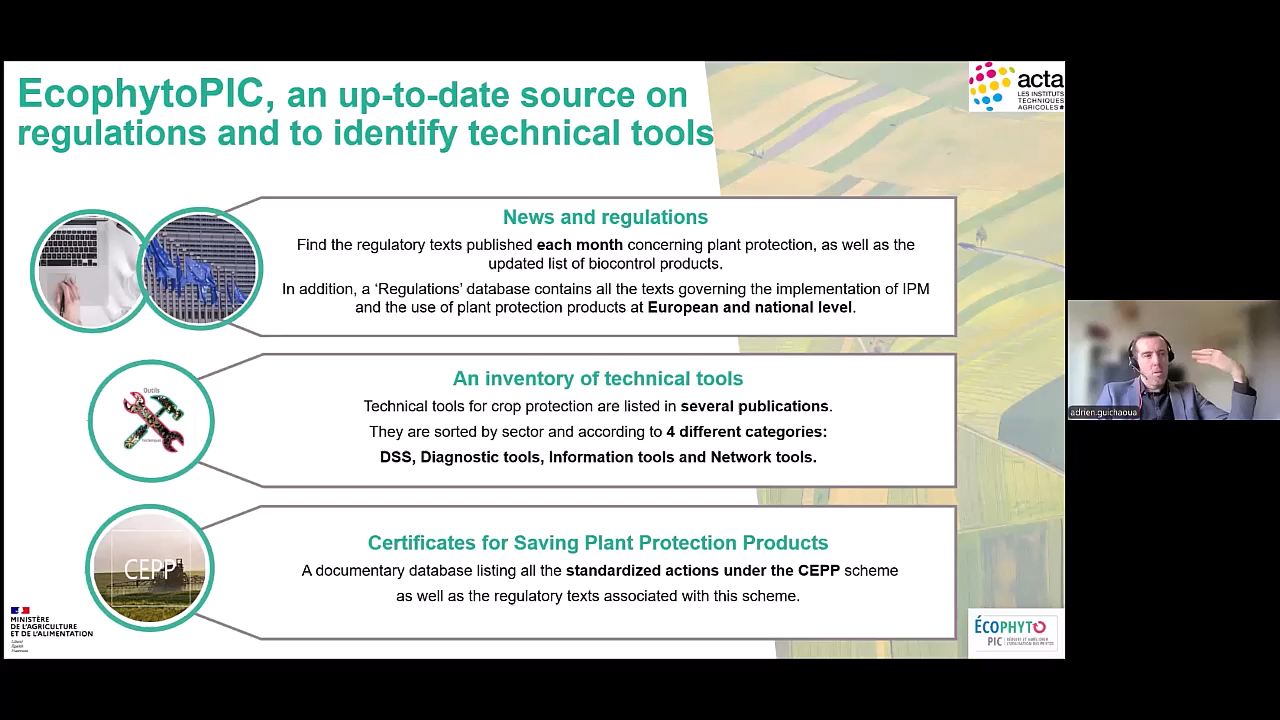 EcophytoPIC, an up-to-date source on
regulations and to identify technical tools
acta
LES INSTITUTS
TECHNIQUES
AGRICOLES
News and regulations
Find the regulatory texts published each month concerning plant protection, as well as the
updated list of biocontrol products.
In addition, a ‘Regulations’ database contains all the texts governing the implementation of IPM
and the use of plant protection products at European and national level.
Outils
Techniques
An inventory of technical tools
Technical tools for crop protection are listed in several publications.
They are sorted by sector and according to 4 different categories:
DSS, Diagnostic tools, Information tools and Network tools.
adrien.guichaoua
CEPP
Certificates for Saving Plant Protection Products
A documentary database listing all the standardized actions under the CEPP scheme
as well as the regulatory texts associated with this scheme.
MINISTÈRE
DE L'AGRICULTURE
ET DE L'ALIMENTATION
Liberté
Égalité
Fraternité
ÉCOPHYTO
PIC